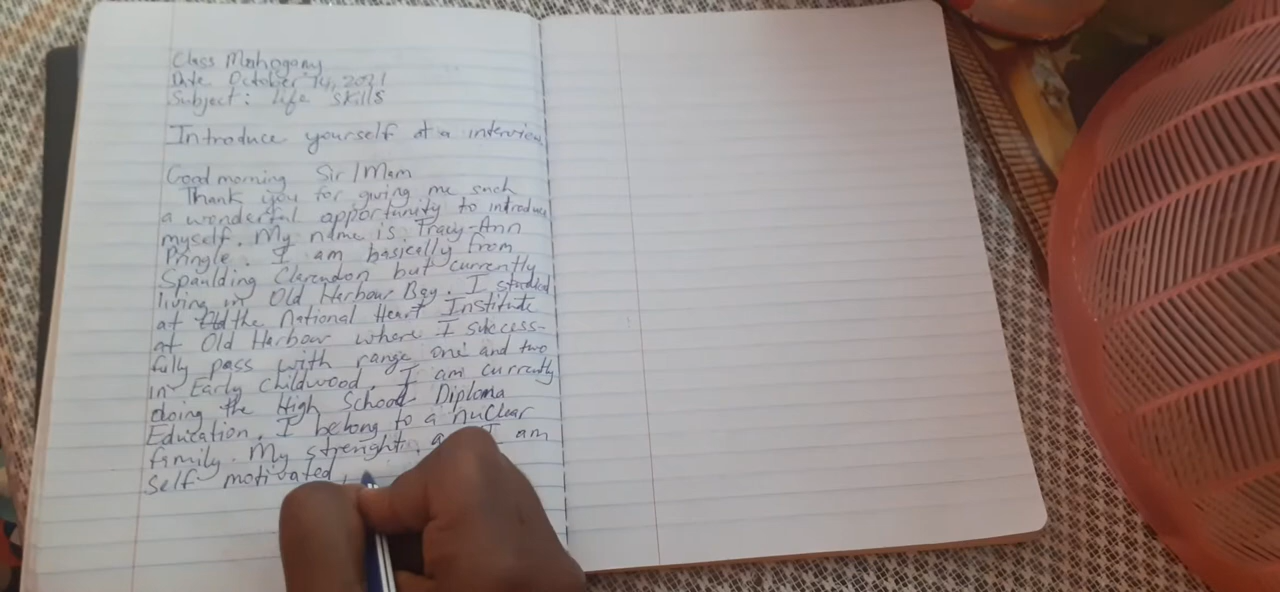 Class Mahogany
Date October 14, 2021
Subject: Life Skills
Introduce yourself at a interview
Good morning Sir/Mam
Thank you for giving me such
a wonderful opportunity to introduce
myself. My name is Tracy-Ann
Pringle. I am basically from
Spaulding Clarendon but currently
living in Old Harbour Bay. I studied
at the National Heart Institute
at Old Harbour where I success-
fully pass with range one and two
in Early Childwood. I am currently
doing the High School Diploma
Education. I belong to a nuclear
family. My strenght I am
Self motivated,